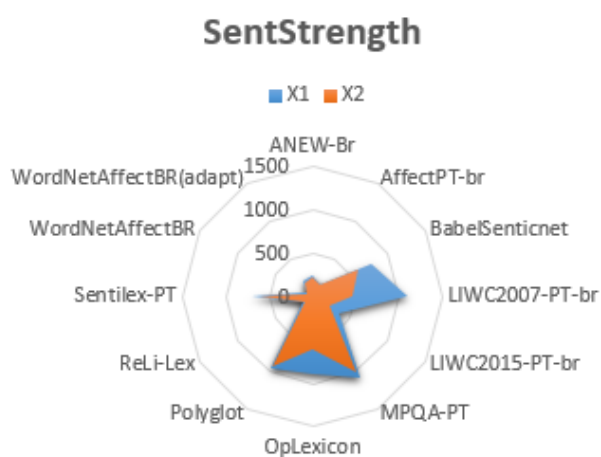 SentStrength
X1 X2
ANEW-Br
1500
WordNetAffectBR(adapt)
AffectPT-br
1000
WordNetAffectBR
BabelSenticnet
500
Sentilex-PT
0
LIWC2007-PT-br
ReLi-Lex
LIWC2015-PT-br
Polyglot
MPQA-PT
OpLexicon